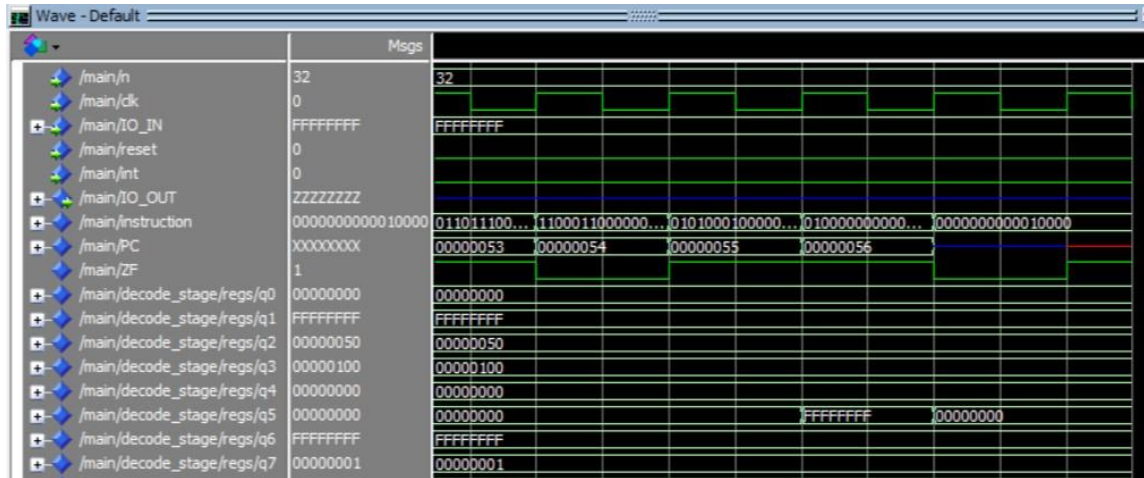 Wave - Default
Msgs
/main/n 32 32
/main/clk 0
/main/IO_IN FFFFFFFF FFFFFFFF
/main/reset 0
/main/int 0
/main/IO_OUT ZZZZZZZZ
/main/instruction 0000000000010000 011011100... 11000011000000... 0101000100000... 010000000000... 0000000000010000
/main/PC XXXXXXXX 00000053 00000054 00000055 00000056
/main/ZF 1
/main/decode_stage/regs/q0 00000000 00000000
/main/decode_stage/regs/q1 FFFFFFFF FFFFFFFF
/main/decode_stage/regs/q2 00000050 00000050
/main/decode_stage/regs/q3 00000100 00000100
/main/decode_stage/regs/q4 00000000 00000000
/main/decode_stage/regs/q5 00000000 00000000 FFFFFFFF 00000000
/main/decode_stage/regs/q6 FFFFFFFF FFFFFFFF
/main/decode_stage/regs/q7 00000001 00000001